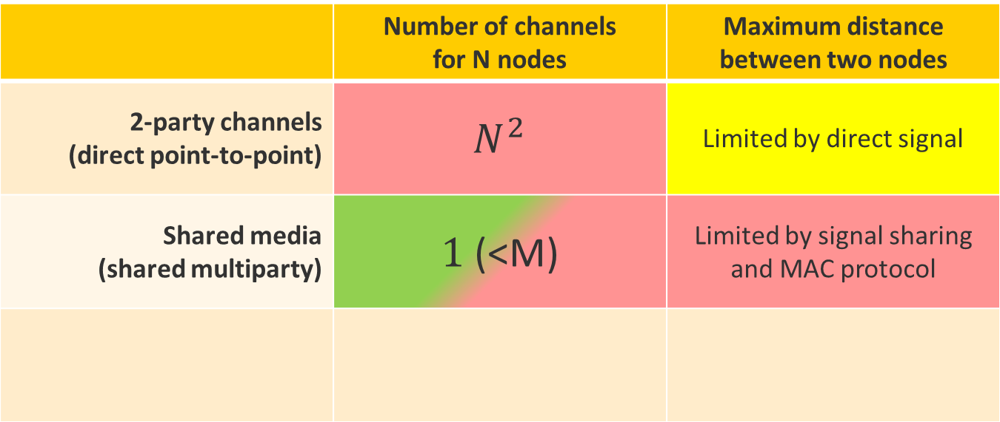 Number of channels
for N nodes
Maximum distance
between two nodes
2-party channels
(direct point-to-point)
N²
Limited by direct signal
Shared media
(shared multiparty)
1 (<M)
Limited by signal sharing
and MAC protocol